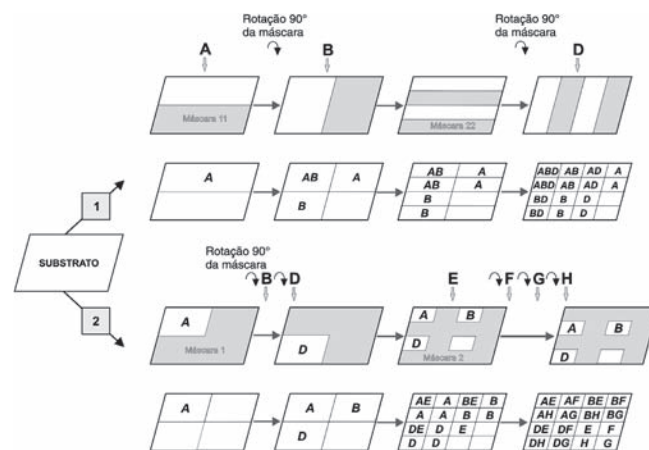 Rotação 90°
da máscara
Rotação 90°
da máscara
A
B
D
Máscara 11
Máscara 22
A
AB A
B
AB A
AB A
B
B
ABD AB AD A
ABD AB AD A
BD B D
BD B D
1
SUBSTRATO
2
Rotação 90°
da máscara
B D
E
F G H
A
Máscara 1
D
A B
D
Máscara 2
A B
D
A
A B
D
AE A BE B
A A B B
DE D E
D D
AE AF BE BF
AH AG BH BG
DE DF E F
DH DG H G